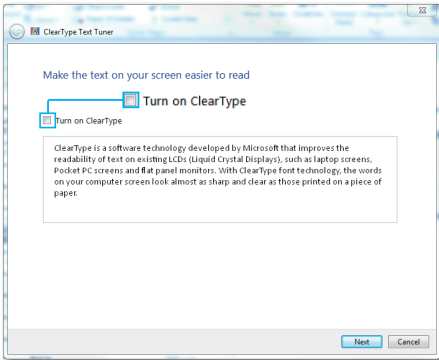 ClearType Text Tuner
Make the text on your screen easier to read
Turn on ClearType
Turn on ClearType
ClearType is a software technology developed by Microsoft that improves the
readability of text on existing LCDs (Liquid Crystal Displays), such as laptop screens,
Pocket PC screens and flat panel monitors. With ClearType font technology, the words
on your computer screen look almost as sharp and clear as those printed on a piece of
paper.
Next Cancel